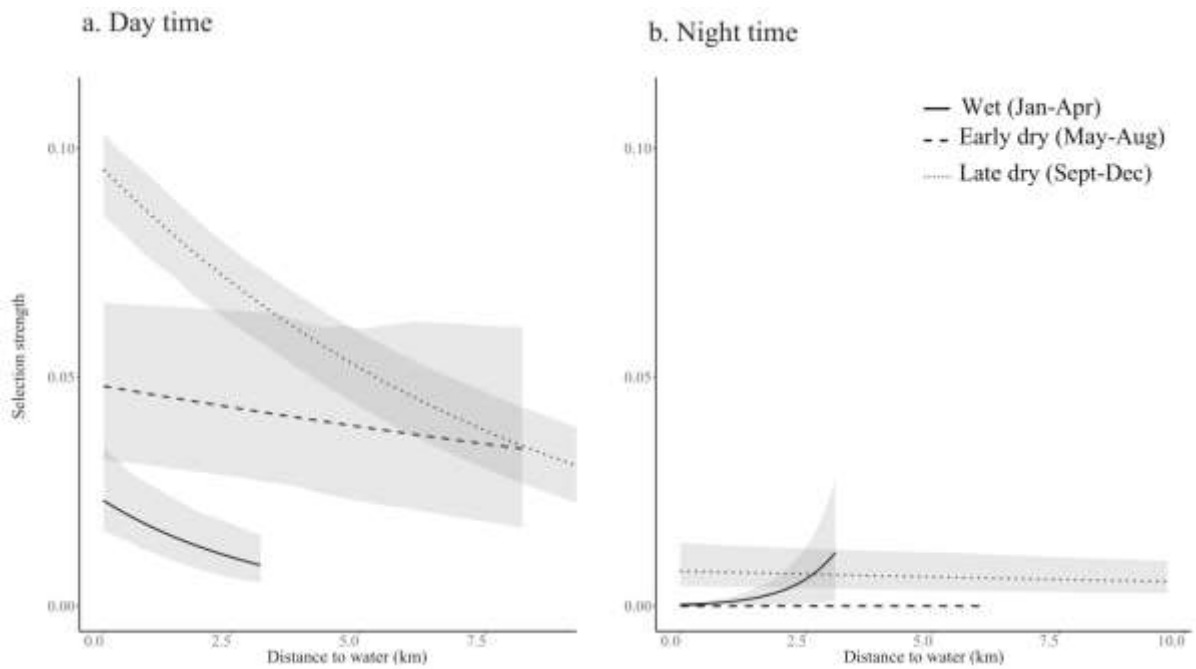 a. Day time
b. Night time
Wet (Jan-Apr)
Early dry (May-Aug)
Late dry (Sept-Dec)
Selection strength
0.10
0.05
0.00
0.0 2.5 5.0 7.5
Distance to water (km)
0.10
0.05
0.00
0.0 2.5 5.0 7.5 10.0
Distance to water (km)